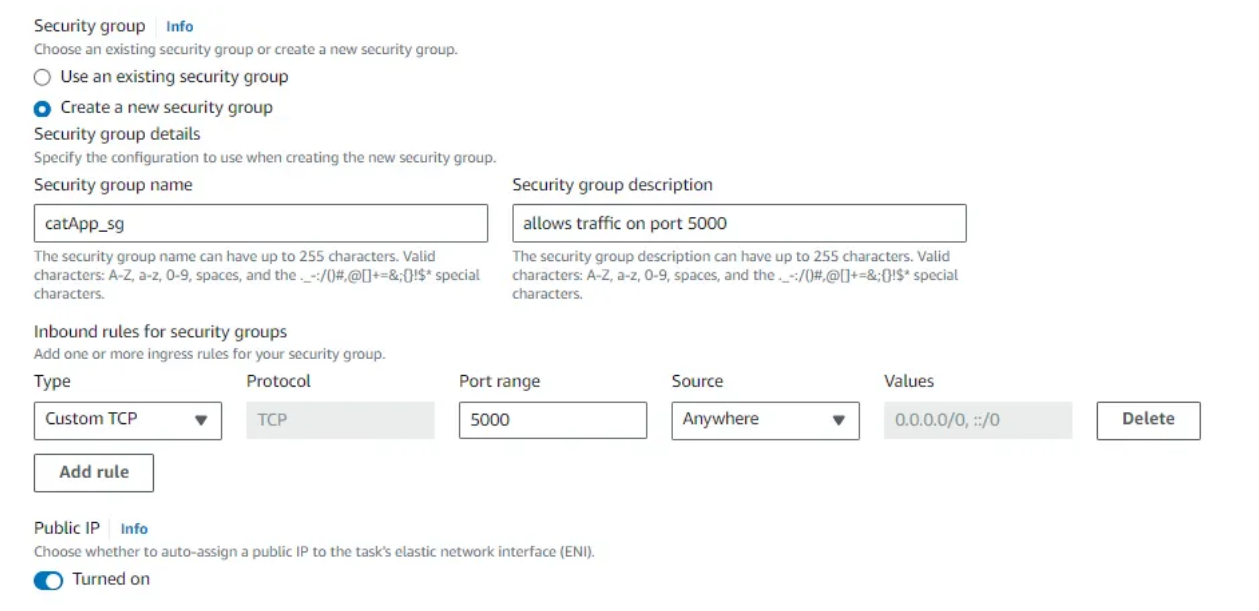 Security group Info
Choose an existing security group or create a new security group.
Use an existing security group
Create a new security group
Security group details
Specify the configuration to use when creating the new security group.
Security group name Security group description
catApp_sg allows traffic on port 5000
The security group name can have up to 255 characters. Valid The security group description can have up to 255 characters. Valid
characters: A-Z, a-z, 0-9, spaces, and the ._-:/()#,@[]+=&;{}!$* special characters: A-Z, a-z, 0-9, spaces, and the ._-:/()#,@[]+=&;{}!$* special
characters. characters.
Inbound rules for security groups
Add one or more ingress rules for your security group.
Type Protocol Port range Source Values
Custom TCP TCP 5000 Anywhere 0.0.0.0/0, ::/0 Delete
Add rule
Public IP Info
Choose whether to auto-assign a public IP to the task's elastic network interface (ENI).
Turned on